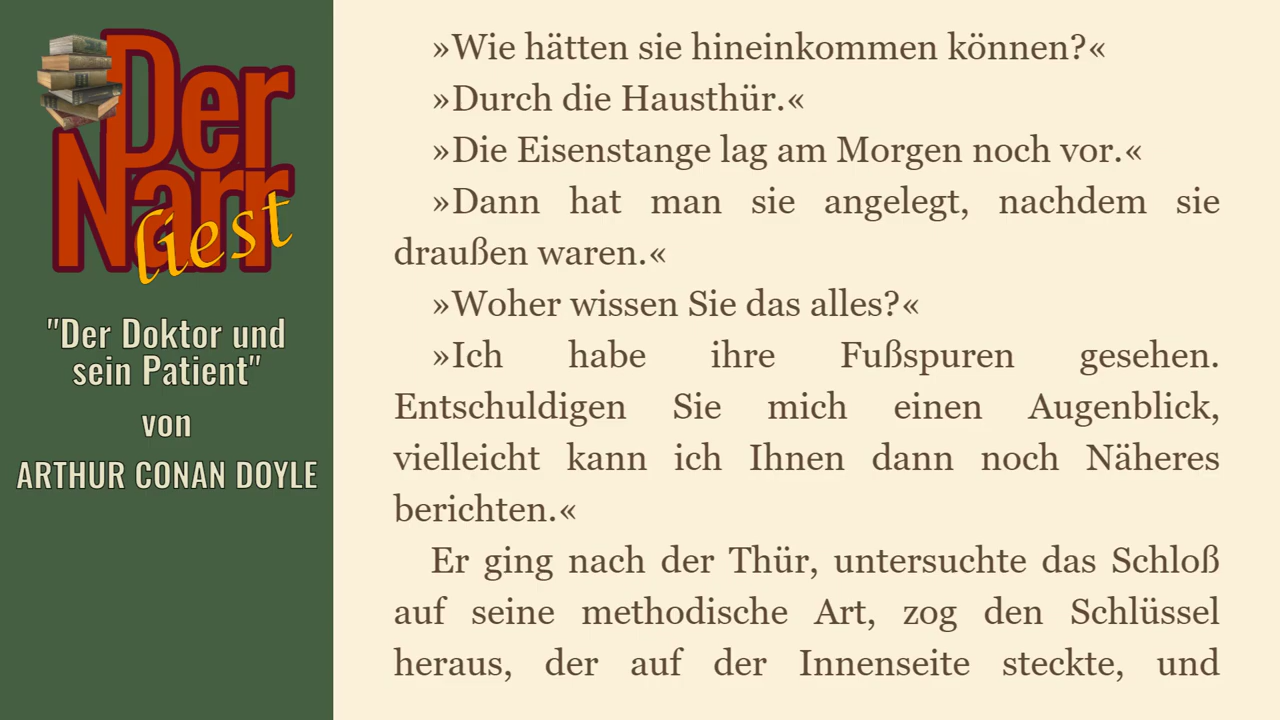 Der
Narr
liest
"Der Doktor und
sein Patient"
von
ARTHUR CONAN DOYLE
»Wie hätten sie hineinkommen können?«
»Durch die Hausthür.«
»Die Eisenstange lag am Morgen noch vor.«
»Dann hat man sie angelegt, nachdem sie
draußen waren.«
»Woher wissen Sie das alles?«
»Ich habe ihre Fußspuren gesehen.
Entschuldigen Sie mich einen Augenblick,
vielleicht kann ich Ihnen dann noch Näheres
berichten.«
Er ging nach der Thür, untersuchte das Schloß
auf seine methodische Art, zog den Schlüssel
heraus, der auf der Innenseite steckte, und